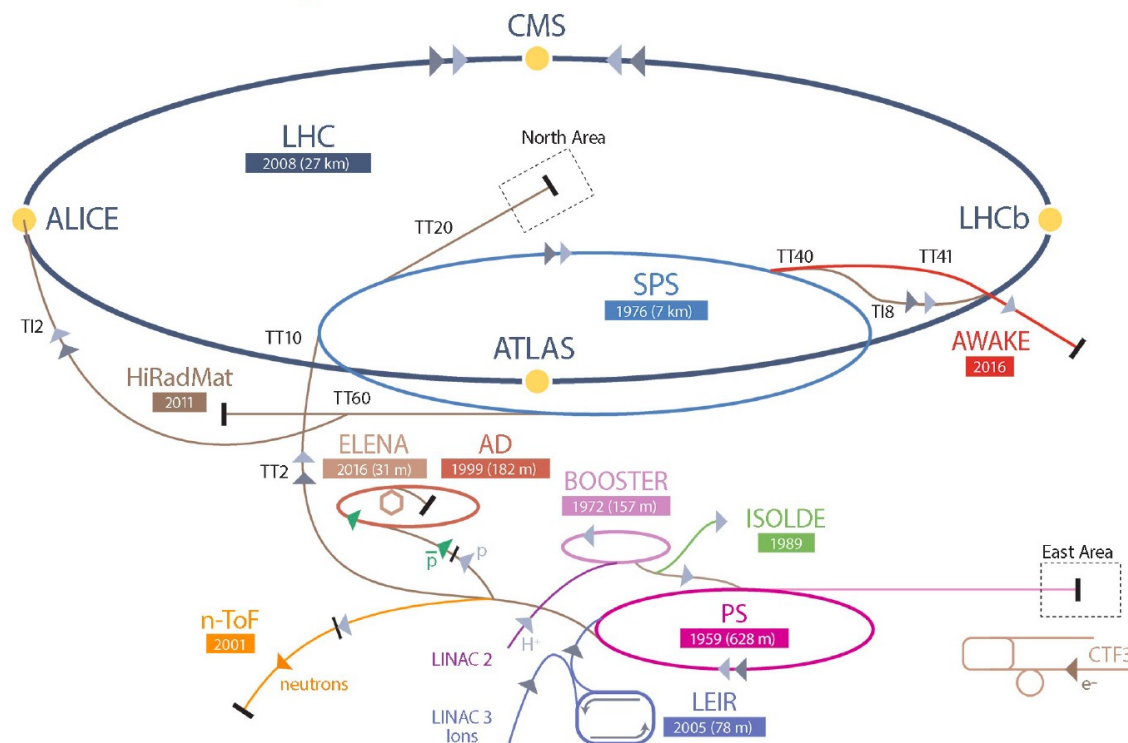 CMS
LHC
2008 (27 km)
North Area
ALICE
TT20
LHCb
TT40
TT41
SPS
1976 (7 km)
TI2
TI8
TT10
ATLAS
AWAKE
2016
HiRadMat
2011
TT60
ELENA
2016 (31 m)
AD
1999 (182 m)
TT2
BOOSTER
1972 (157 m)
ISOLDE
1989
p
p̅
East Area
n-ToF
2001
PS
1959 (628 m)
H⁺
LINAC 2
neutrons
CTF3
e⁻
LEIR
2005 (78 m)
LINAC 3
Ions